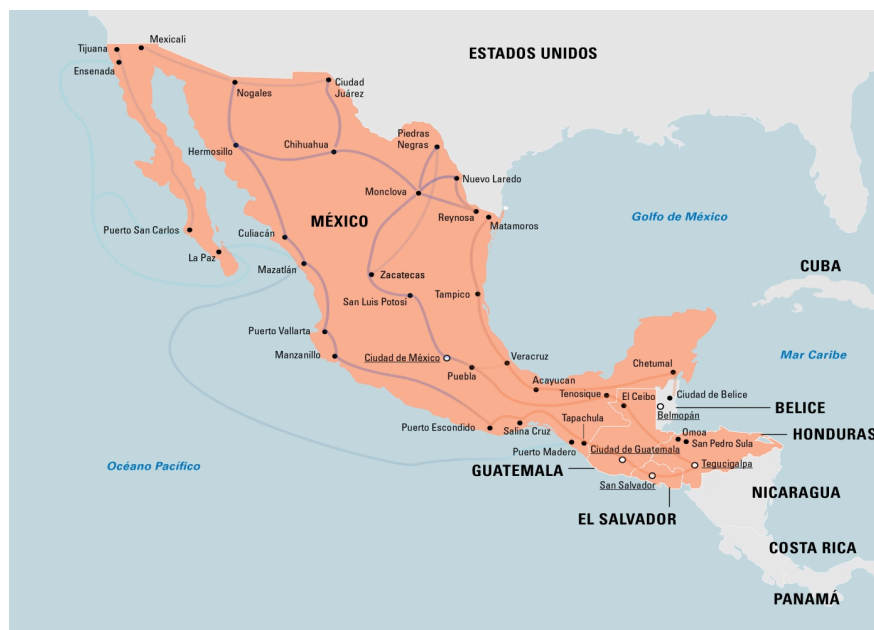 Mexicali
Tijuana
ESTADOS UNIDOS
Ensenada
Nogales
Ciudad
Juárez
Piedras
Negras
Hermosillo
Chihuahua
Nuevo Laredo
Monclova
Reynosa
MÉXICO
Matamoros
Golfo de México
Puerto San Carlos
Culiacán
La Paz
Mazatlán
Zacatecas
CUBA
San Luis Potosi
Tampico
Puerto Vallarta
Manzanillo
Ciudad de México
Veracruz
Mar Caribe
Chetumal
Puebla
Acayucan
Tenosique
El Ceibo
Ciudad de Belice
BELICE
Belmopán
Tapachula
Puerto Escondido
Salina Cruz
Omoa
San Pedro Sula
HONDURAS
Puerto Madero
Ciudad de Guatemala
Océano Pacífico
GUATEMALA
Tegucigalpa
San Salvador
NICARAGUA
EL SALVADOR
COSTA RICA
PANAMÁ